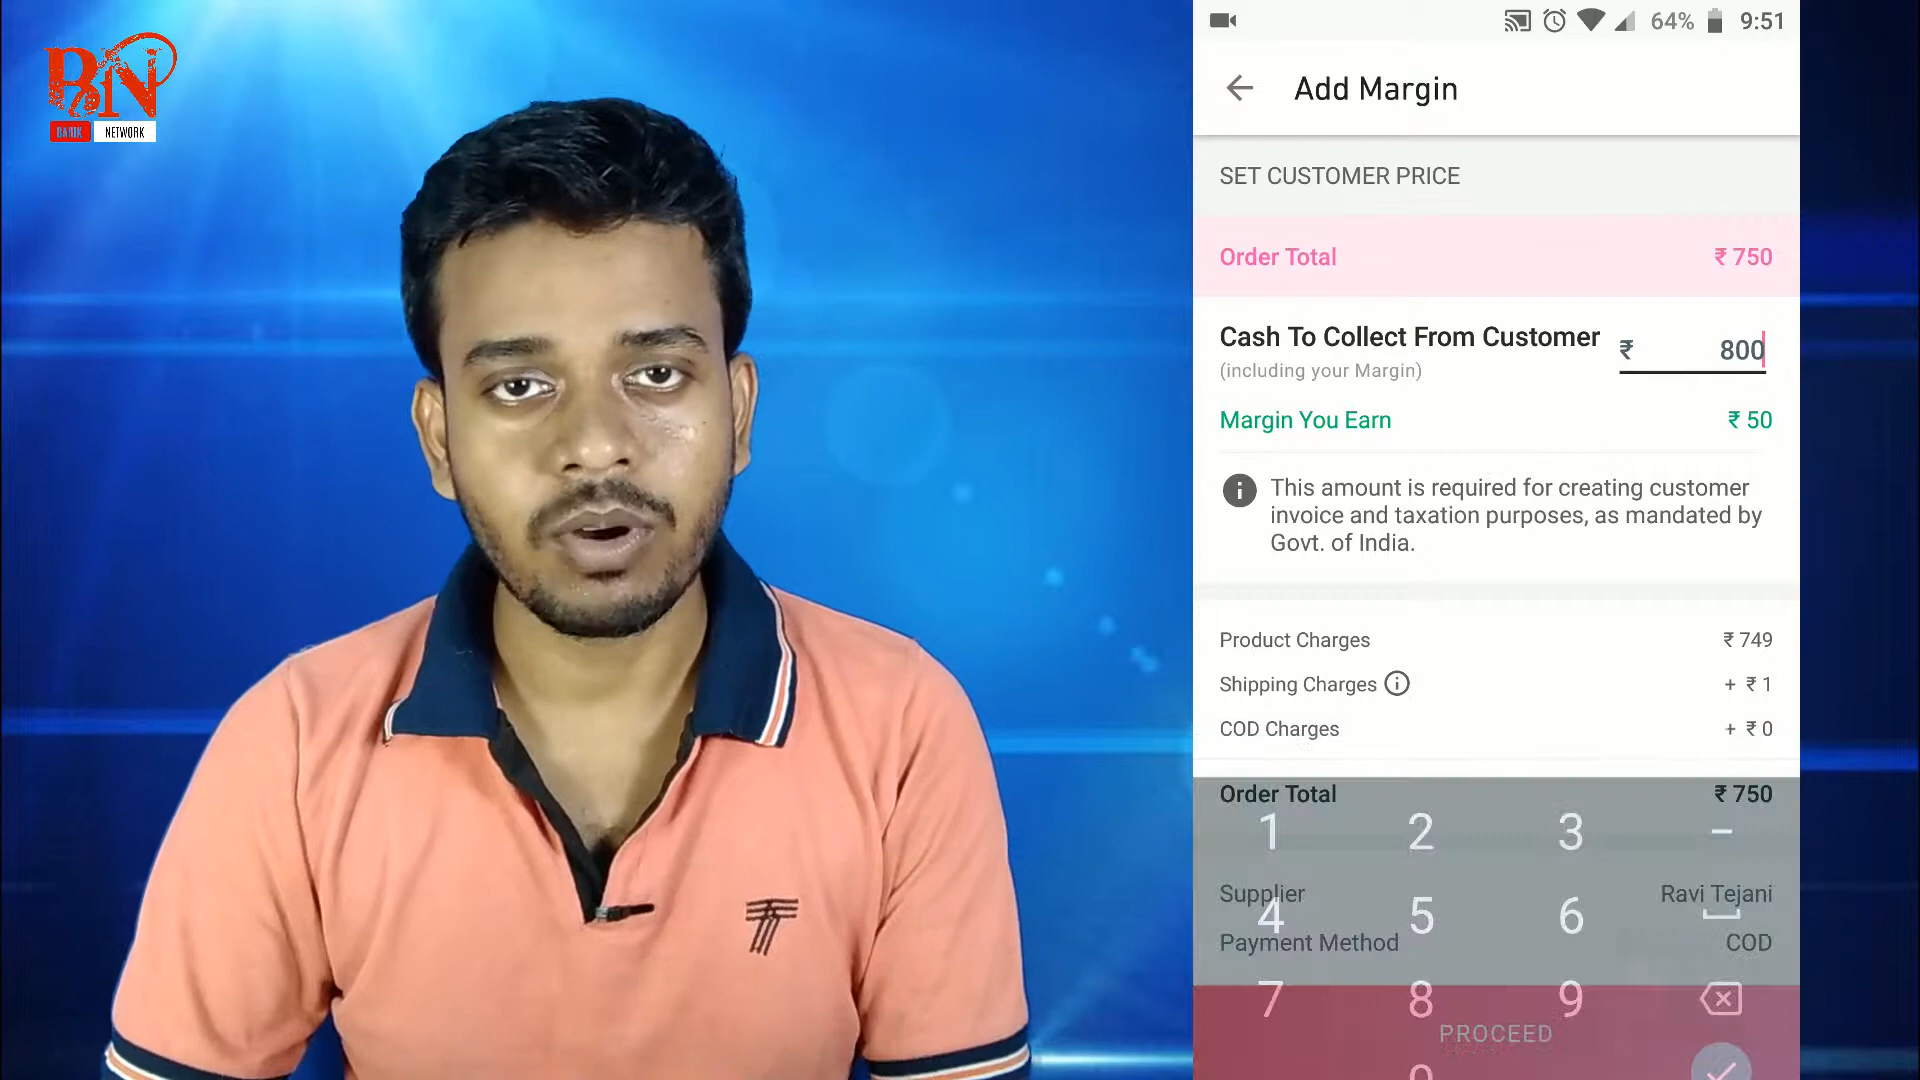 BN
BARIK NETWORK
64% 9:51
Add Margin
SET CUSTOMER PRICE
Order Total ₹ 750
Cash To Collect From Customer ₹ 800
(including your Margin)
Margin You Earn ₹ 50
This amount is required for creating customer
invoice and taxation purposes, as mandated by
Govt. of India.
Product Charges ₹ 749
Shipping Charges + ₹ 1
COD Charges + ₹ 0
Order Total ₹ 750
1 2 3 –
Supplier Ravi Tejani
4 5 6
Payment Method COD
7 8 9
PROCEED
0